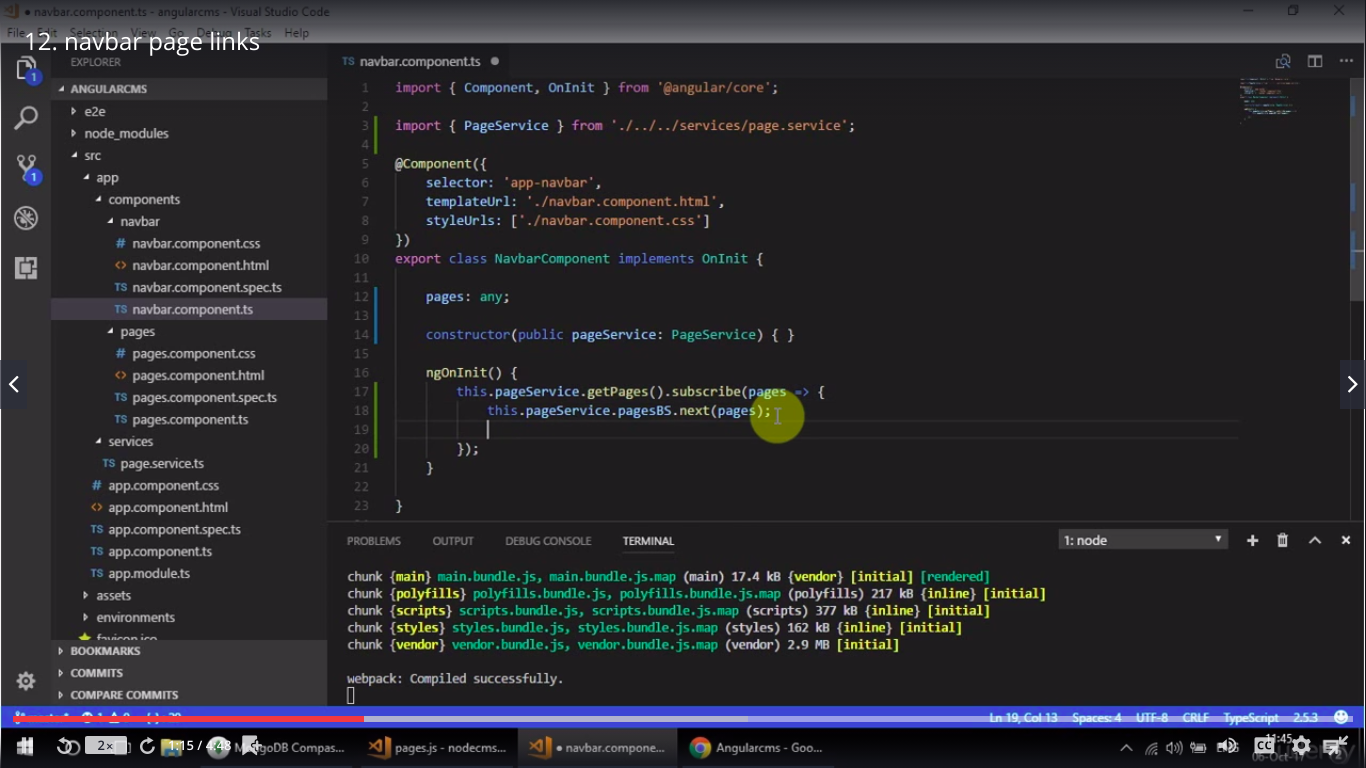 navbar.component.ts - angularcms - Visual Studio Code
File Edit Selection View Go Debug Tasks Help
12. navbar page links
EXPLORER
ANGULARCMS
e2e
node_modules
src
app
components
navbar
navbar.component.css
navbar.component.html
navbar.component.spec.ts
navbar.component.ts
pages
pages.component.css
pages.component.html
pages.component.spec.ts
pages.component.ts
services
page.service.ts
app.component.css
app.component.html
app.component.spec.ts
app.component.ts
app.module.ts
assets
environments
favicon.ico
BOOKMARKS
COMMITS
COMPARE COMMITS
TS navbar.component.ts
1 import { Component, OnInit } from '@angular/core';
2
3 import { PageService } from './../../services/page.service';
4
5 @Component({
6 selector: 'app-navbar',
7 templateUrl: './navbar.component.html',
8 styleUrls: ['./navbar.component.css']
9 })
10 export class NavbarComponent implements OnInit {
11
12 pages: any;
13
14 constructor(public pageService: PageService) { }
15
16 ngOnInit() {
17 this.pageService.getPages().subscribe(pages => {
18 this.pageService.pagesBS.next(pages);
19
20 });
21 }
22
23 }
PROBLEMS OUTPUT DEBUG CONSOLE TERMINAL 1: node
chunk {main} main.bundle.js, main.bundle.js.map (main) 17.4 kB {vendor} [initial] [rendered]
chunk {polyfills} polyfills.bundle.js, polyfills.bundle.js.map (polyfills) 217 kB {inline} [initial]
chunk {scripts} scripts.bundle.js, scripts.bundle.js.map (scripts) 377 kB {inline} [initial]
chunk {styles} styles.bundle.js, styles.bundle.js.map (styles) 162 kB {inline} [initial]
chunk {vendor} vendor.bundle.js, vendor.bundle.js.map (vendor) 2.9 MB [initial]
webpack: Compiled successfully.
Ln 19, Col 13 Spaces: 4 UTF-8 CRLF TypeScript 2.5.3
2x 1:15 / 4:48 MongoDB Compas... pages.js - nodecms... navbar.compone... Angularcms - Goo... 11:45